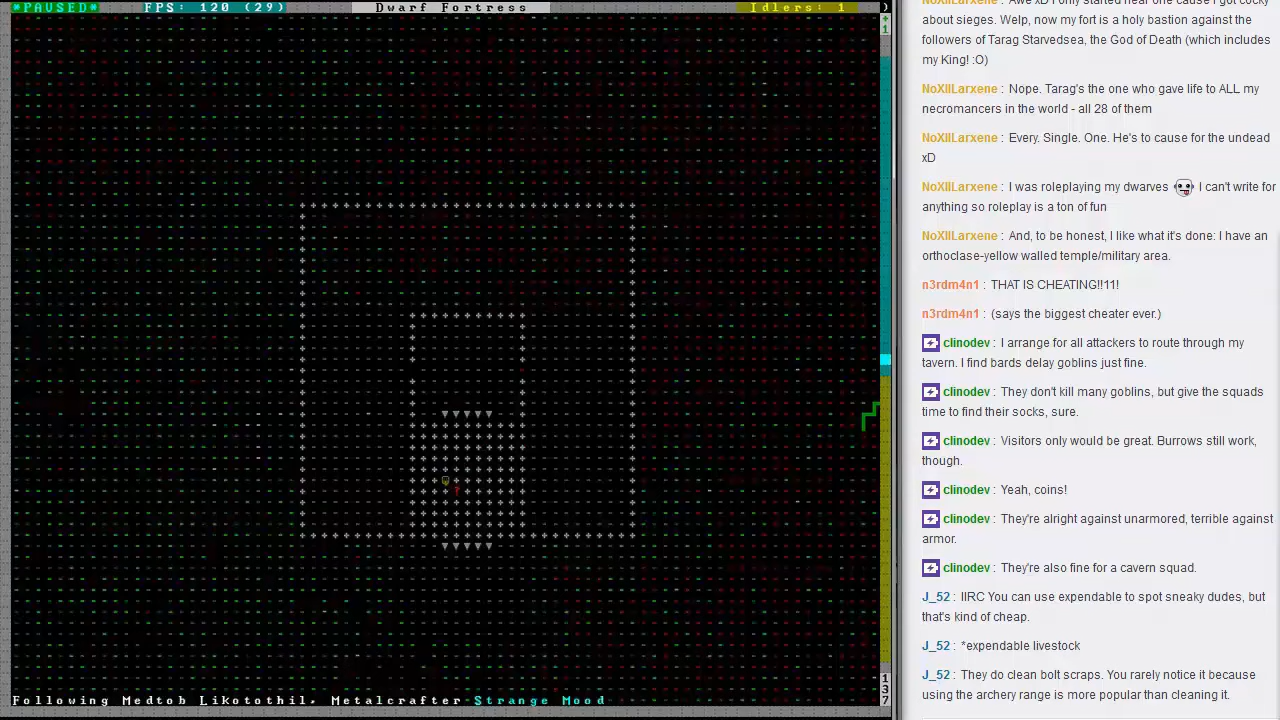 *PAUSED* FPS: 120 (29) Dwarf Fortress Idlers: 1
Following Medtob Likotothil, Metalcrafter Strange Mood
NoXIILarxene : Awe xD I only started near one cause I got cocky
about sieges. Welp, now my fort is a holy bastion against the
followers of Tarag Starvedsea, the God of Death (which includes
my King! :O)
NoXIILarxene : Nope. Tarag's the one who gave life to ALL my
necromancers in the world - all 28 of them
NoXIILarxene : Every. Single. One. He's to cause for the undead
xD
NoXIILarxene : I was roleplaying my dwarves I can't write for
anything so roleplay is a ton of fun
NoXIILarxene : And, to be honest, I like what it's done: I have an
orthoclase-yellow walled temple/military area.
n3rdm4n1 : THAT IS CHEATING!!11!
n3rdm4n1 : (says the biggest cheater ever.)
clinodev : I arrange for all attackers to route through my
tavern. I find bards delay goblins just fine.
clinodev : They don't kill many goblins, but give the squads
time to find their socks, sure.
clinodev : Visitors only would be great. Burrows still work,
though.
clinodev : Yeah, coins!
clinodev : They're alright against unarmored, terrible against
armor.
clinodev : They're also fine for a cavern squad.
J_52 : IIRC You can use expendable to spot sneaky dudes, but
that's kind of cheap.
J_52 : *expendable livestock
J_52 : They do clean bolt scraps. You rarely notice it because
using the archery range is more popular than cleaning it.